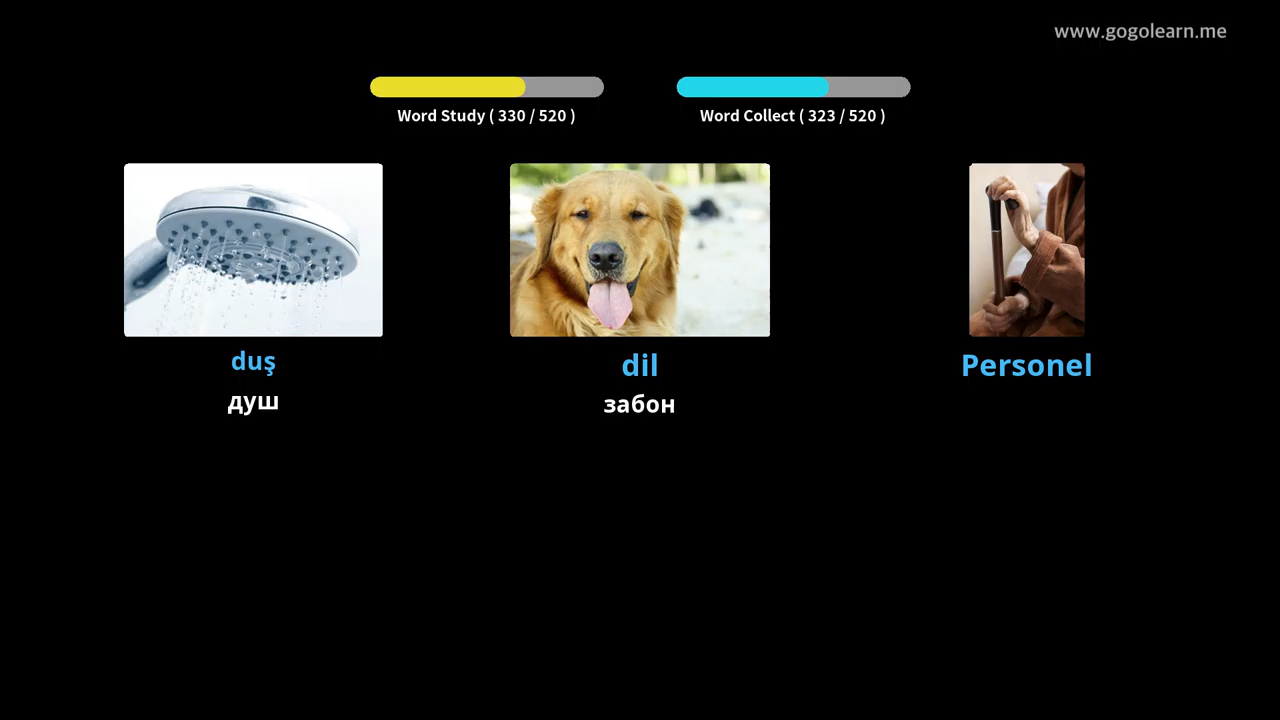 www.gogolearn.me
Word Study ( 330 / 520 )
Word Collect ( 323 / 520 )
duş
душ
dil
забон
Personel